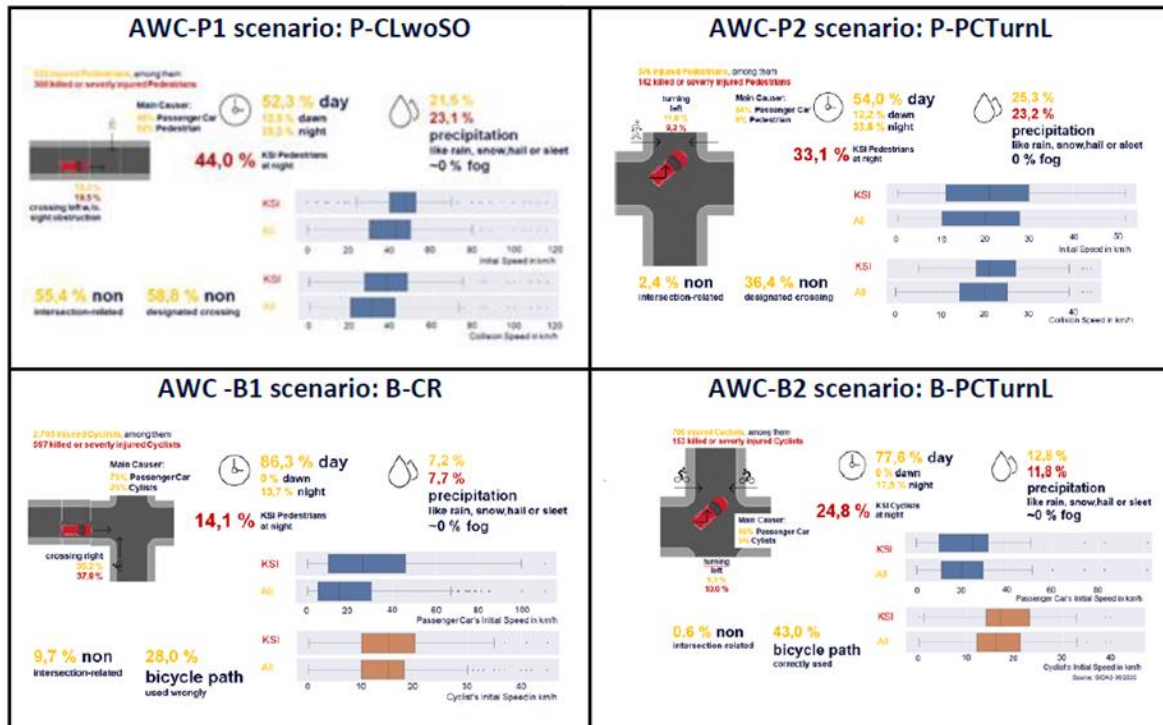 AWC-P1 scenario: P-CLwoSO
injured Pedestrians, among them
killed or severly injured Pedestrians
Main Causer:
Passenger Car
Pedestrian
52,3 % day
dawn
night
44,0 % KSI Pedestrians
at night
21,5 %
23,1 %
precipitation
like rain, snow,hail or sleet
~0 % fog
crossing left w.o.
sight obstruction
KSI
All
0 20 40 60 80 100 120
Initial Speed in km/h
KSI
All
0 20 40 60 80 100 120
Collision Speed in km/h
55,4 % non
intersection-related
58,8 % non
designated crossing
AWC-P2 scenario: P-PCTurnL
injured Pedestrians, among them
142 killed or severly injured Pedestrians
turning
left
9,2 %
Main Causer:
Passenger Car
Pedestrian
54,0 % day
12,2 % dawn
33,8 % night
33,1 % KSI Pedestrians
at night
25,3 %
23,2 %
precipitation
like rain, snow,hail or sleet
0 % fog
KSI
All
0 10 20 30 40 50
Initial Speed in km/h
KSI
All
0 10 20 30 40
Collision Speed in km/h
2,4 % non
intersection-related
36,4 % non
designated crossing
AWC -B1 scenario: B-CR
injured Cyclists, among them
597 killed or severly injured Cyclists
Main Causer:
Passenger Car
Cylists
86,3 % day
0 % dawn
13,7 % night
14,1 % KSI Pedestrians
at night
7,2 %
7,7 %
precipitation
like rain, snow,hail or sleet
~0 % fog
crossing right
37,9 %
KSI
All
0 20 40 60 80 100
Passenger Car's Initial Speed in km/h
KSI
All
0 10 20 30 40
Cyclist's Initial Speed in km/h
9,7 % non
intersection-related
28,0 %
bicycle path
used wrongly
AWC-B2 scenario: B-PCTurnL
injured Cyclists, among them
153 killed or severly injured Cyclists
Main Causer:
Passenger Car
Cylists
turning
left
77,6 % day
0 % dawn
night
24,8 % KSI Cyclists
at night
12,8 %
11,8 %
precipitation
like rain, snow,hail or sleet
~0 % fog
KSI
All
0 20 40 60 80
Passenger Car's Initial Speed in km/h
KSI
All
0 10 20 30 40
Cyclist's Initial Speed in km/h
0,6 % non
intersection-related
43,0 %
bicycle path
correctly used